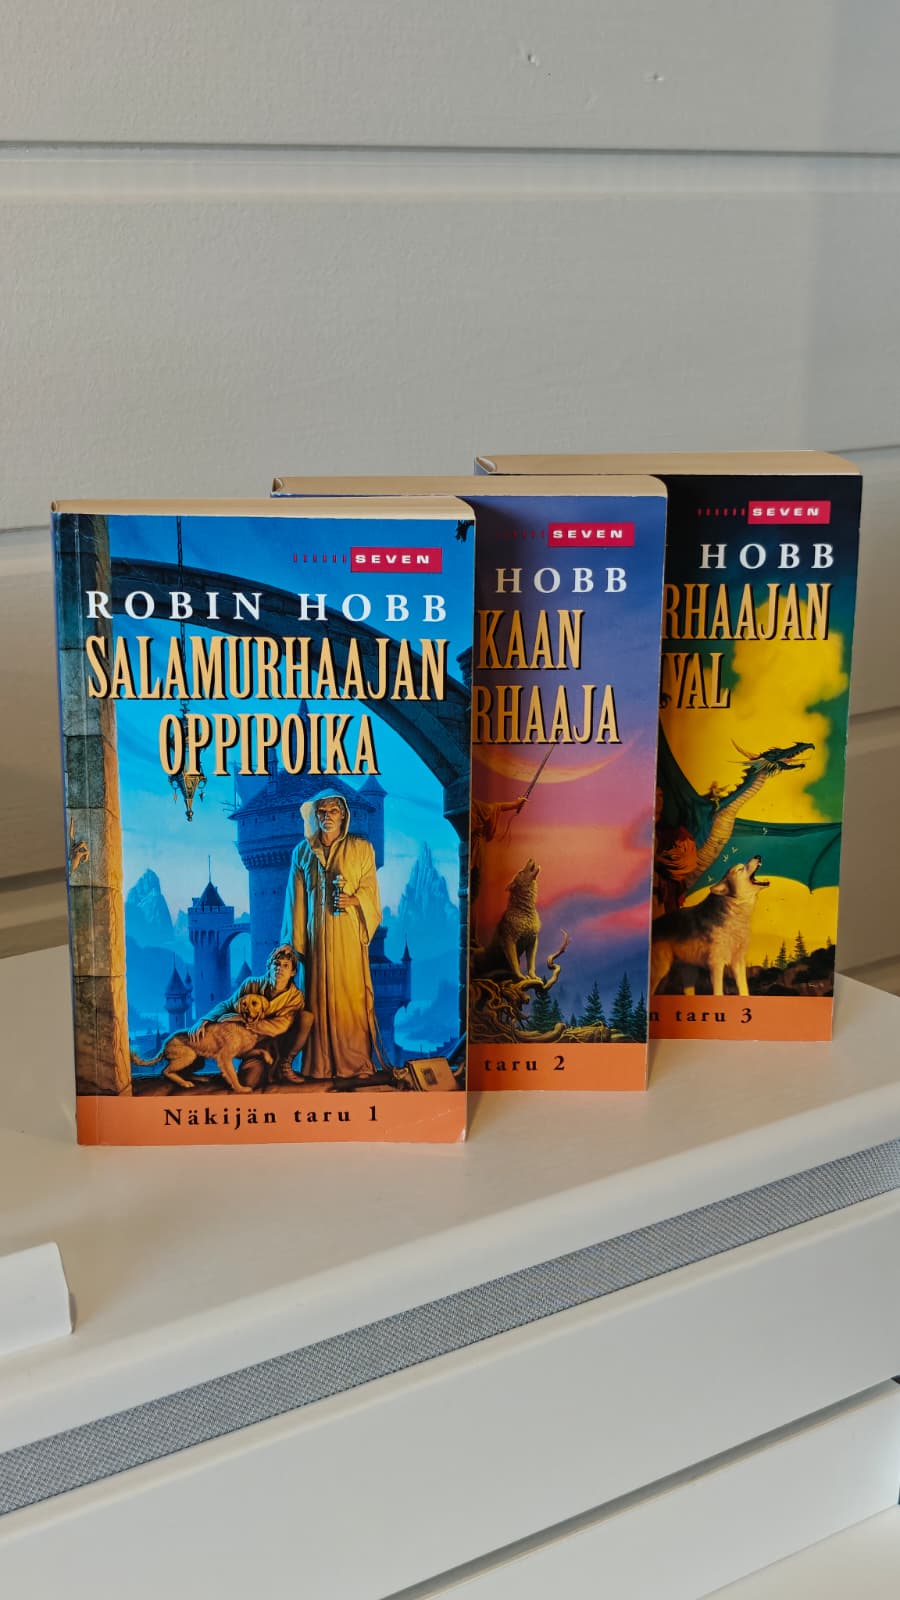 SEVEN
ROBIN HOBB
SALAMURHAAJAN
OPPIPOIKA
Näkijän taru 1
SEVEN
HOBB
KAAN
RHAAJA
taru 2
SEVEN
HOBB
RHAAJAN
VAL
n taru 3